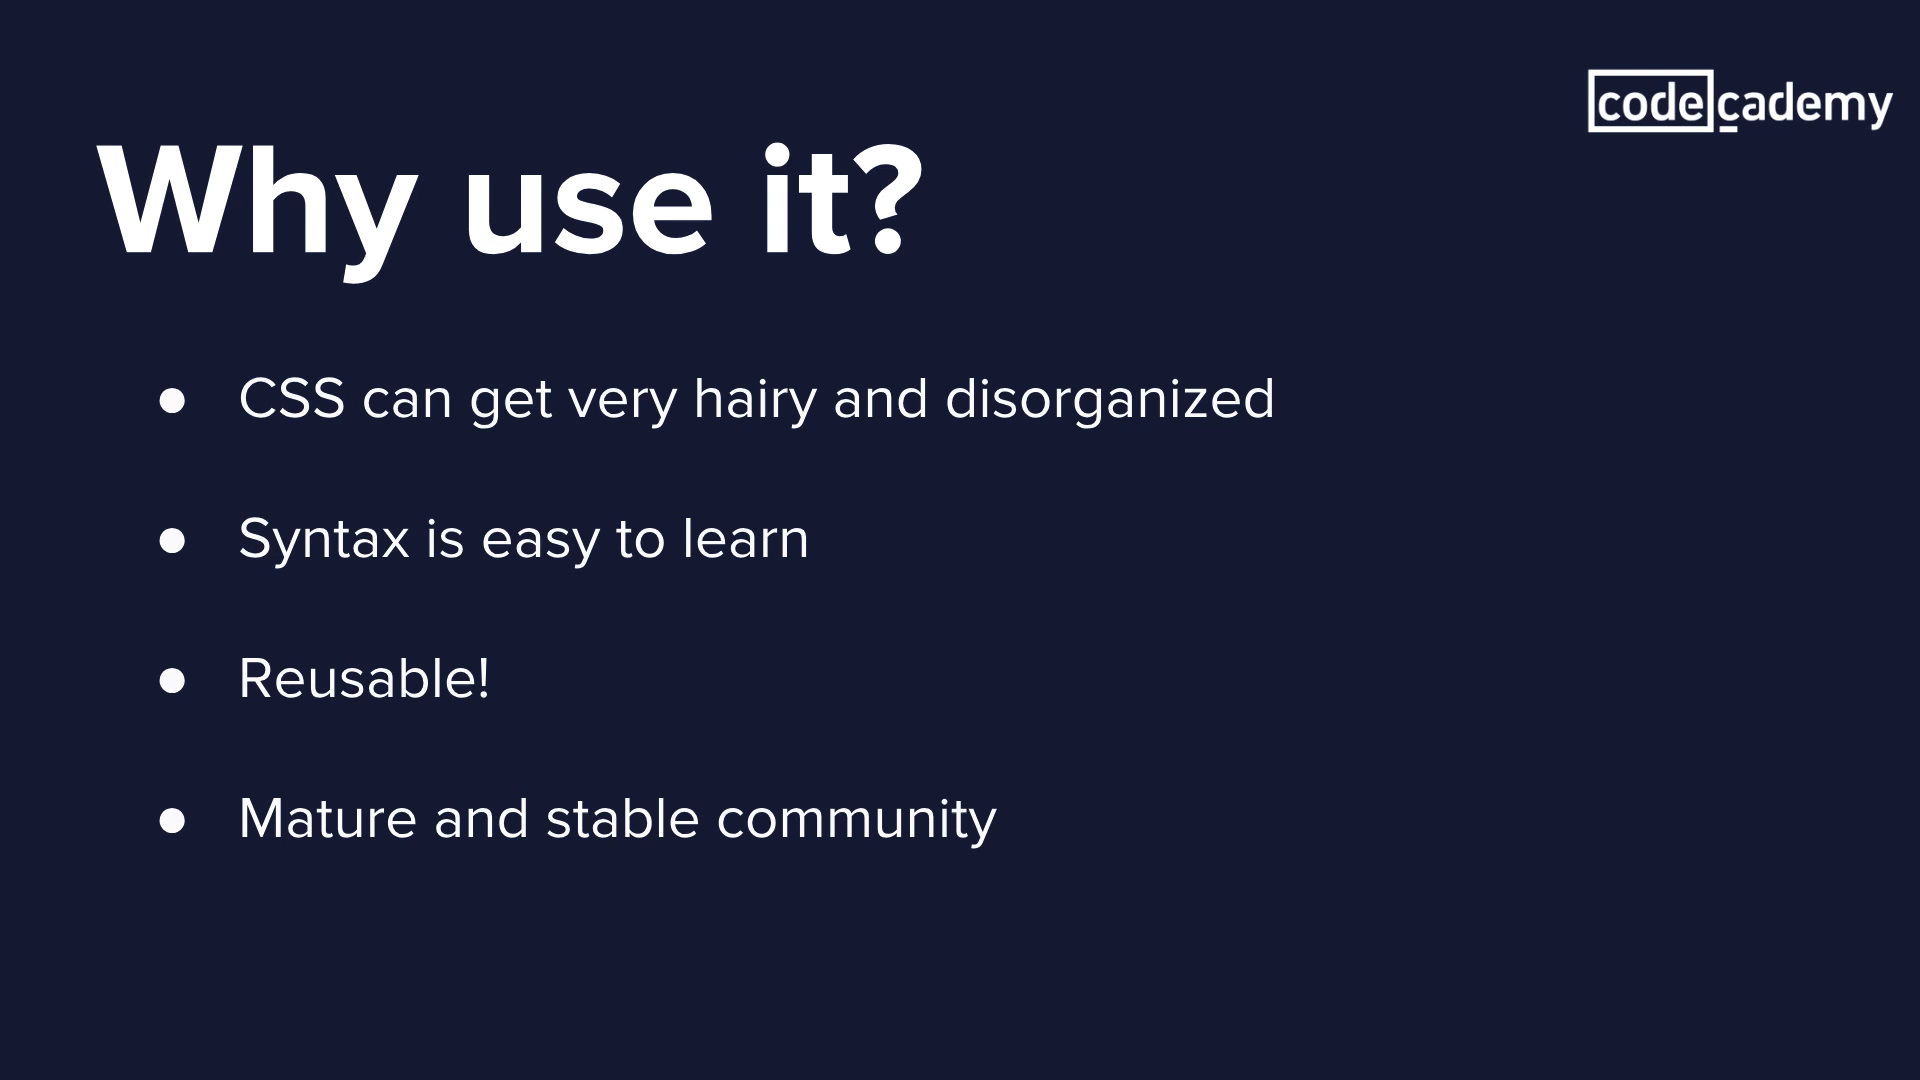 codecademy
Why use it?
● CSS can get very hairy and disorganized
● Syntax is easy to learn
● Reusable!
● Mature and stable community